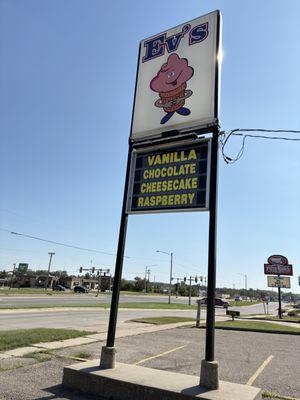 EV'S
VANILLA
CHOCOLATE
CHEESECAKE
RASPBERRY